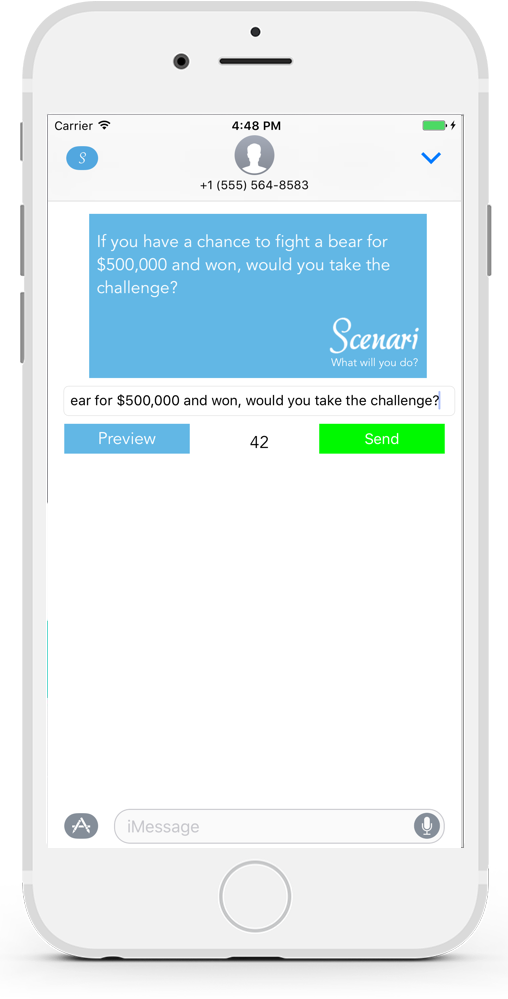 Carrier 4:48 PM
S
+1 (555) 564-8583
If you have a chance to fight a bear for
$500,000 and won, would you take the
challenge?
Scenari
What will you do?
ear for $500,000 and won, would you take the challenge?
Preview 42 Send
iMessage